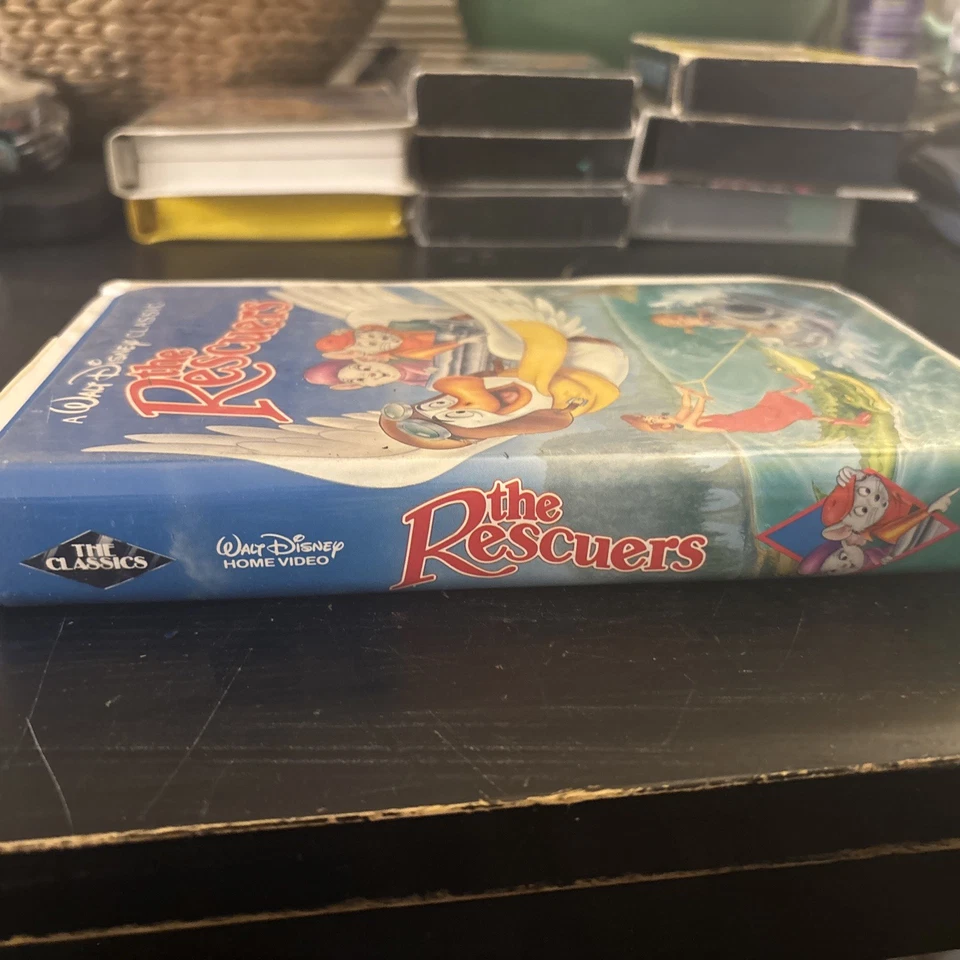 A WALT DISNEY CLASSIC
the
Rescuers
THE
CLASSICS
WALT DISNEY
HOME VIDEO
the
Rescuers